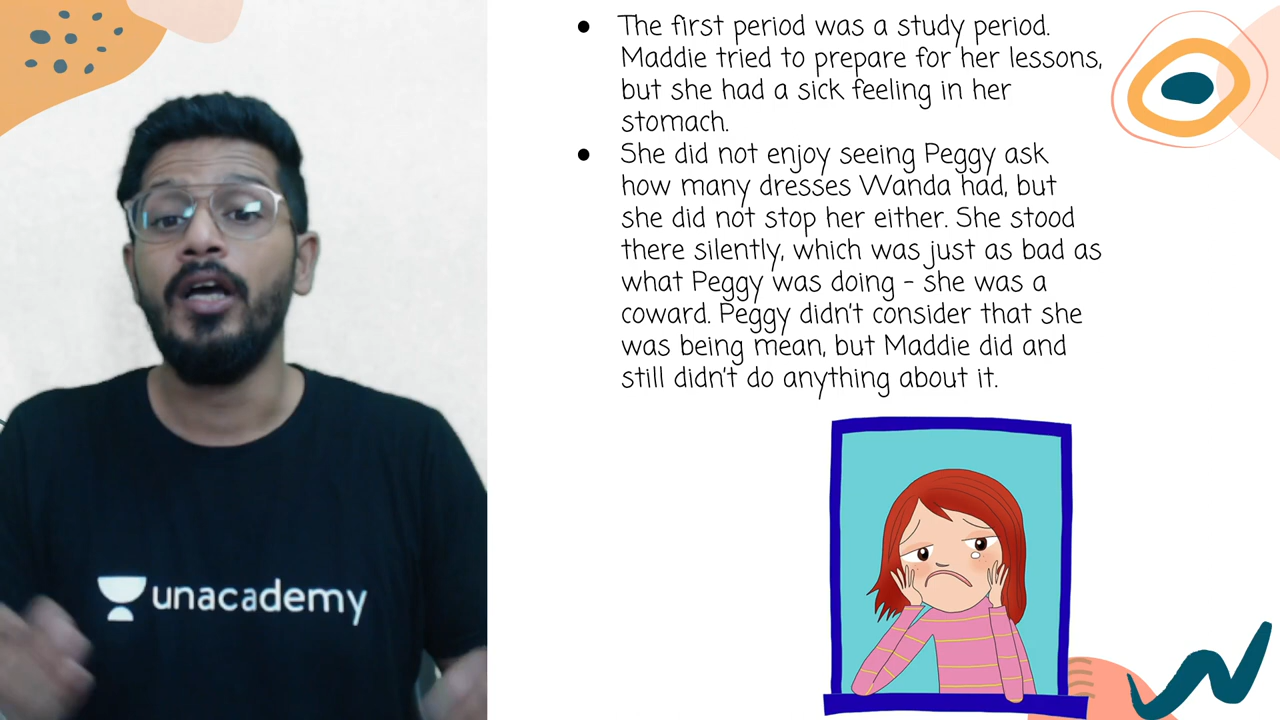 The first period was a study period.
Maddie tried to prepare for her lessons,
but she had a sick feeling in her
stomach.
She did not enjoy seeing Peggy ask
how many dresses Wanda had, but
she did not stop her either. She stood
there silently, which was just as bad as
what Peggy was doing - she was a
coward. Peggy didn't consider that she
was being mean, but Maddie did and
still didn't do anything about it.
unacademy